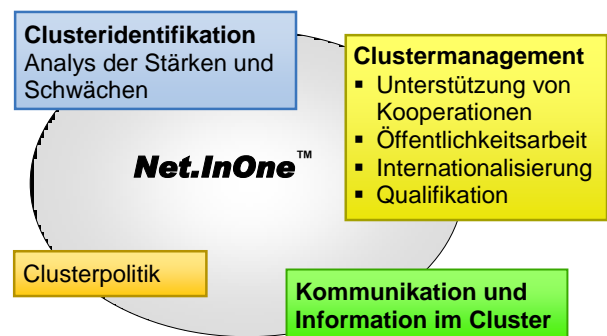 Clusteridentifikation
Analys der Stärken und
Schwächen
Clustermanagement
▪ Unterstützung von
Kooperationen
▪ Öffentlichkeitsarbeit
▪ Internationalisierung
▪ Qualifikation
Net.InOne™
Clusterpolitik
Kommunikation und
Information im Cluster